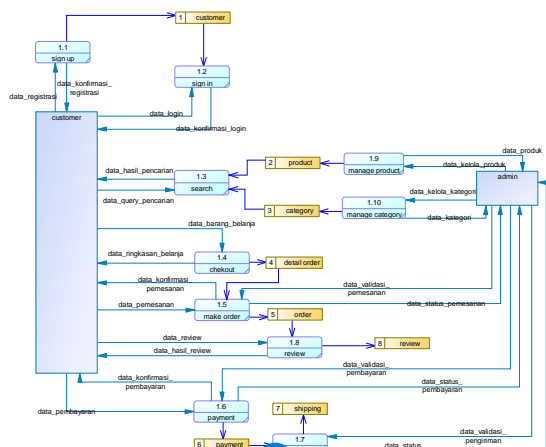 1 customer
1.1
sign up
1.2
sign in
data_konfirmasi_
registrasi
data_registrasi
customer
data_login
data_konfirmasi_login
data_produk
2 product
1.9
manage product
data_hasil_pencarian
1.3
search
data_kelola_produk
admin
data_query_pencarian
data_kelola_kategori
1.10
manage category
3 category
data_kategori
data_barang_belanja
data_ringkasan_belanja
1.4
chekout
4 detail order
data_konfirmasi_
pemesanan
data_validasi_
pemesanan
data_pemesanan
1.5
make order
data_status_pemesanan
5 order
data_review
1.8
review
8 review
data_hasil_review
data_validasi_
pembayaran
data_konfirmasi_
pembayaran
data_status_
pembayaran
data_pembayaran
1.6
payment
7 shipping
data_validasi_
pengiriman
6 payment
1.7
data_status_